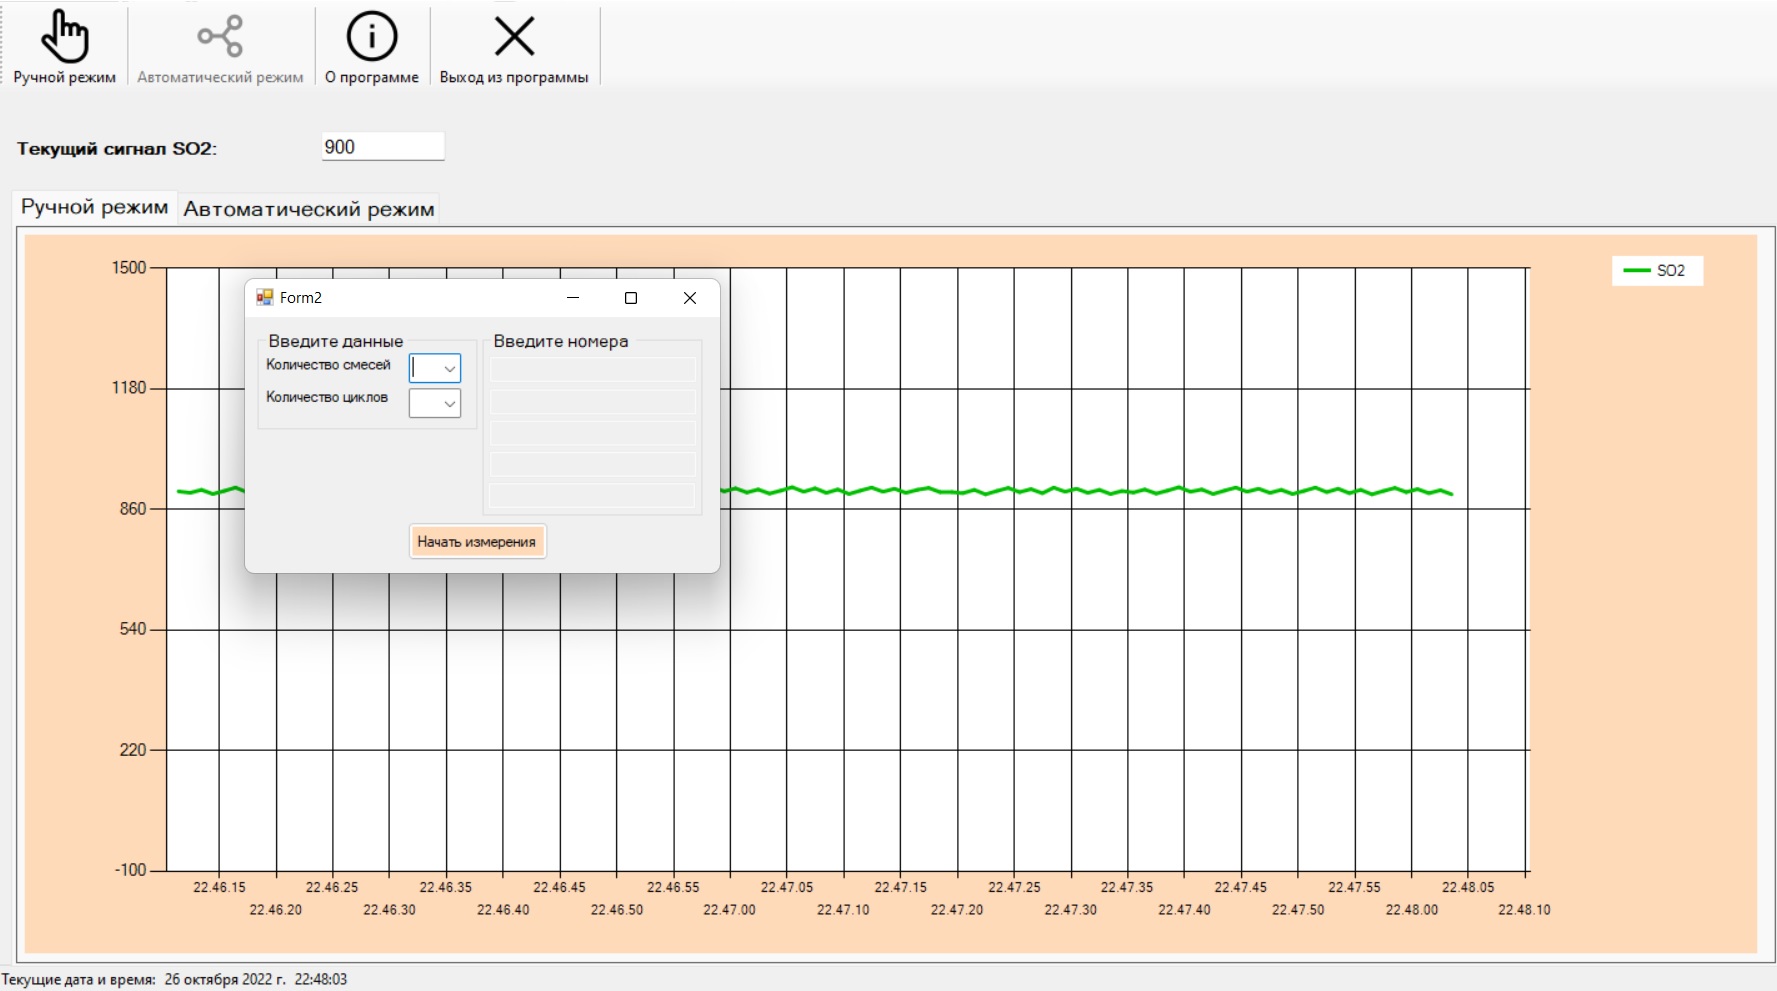 Ручной режим
Автоматический режим
О программе
Выход из программы
Текущий сигнал SO2:
900
Ручной режим
Автоматический режим
SO2
Form2
Введите данные
Количество смесей
Количество циклов
Введите номера
Начать измерения
1500
1180
860
540
220
-100
22.46.15 22.46.25 22.46.35 22.46.45 22.46.55 22.47.05 22.47.15 22.47.25 22.47.35 22.47.45 22.47.55 22.48.05
22.46.20 22.46.30 22.46.40 22.46.50 22.47.00 22.47.10 22.47.20 22.47.30 22.47.40 22.47.50 22.48.00 22.48.10
Текущие дата и время: 26 октября 2022 г. 22:48:03